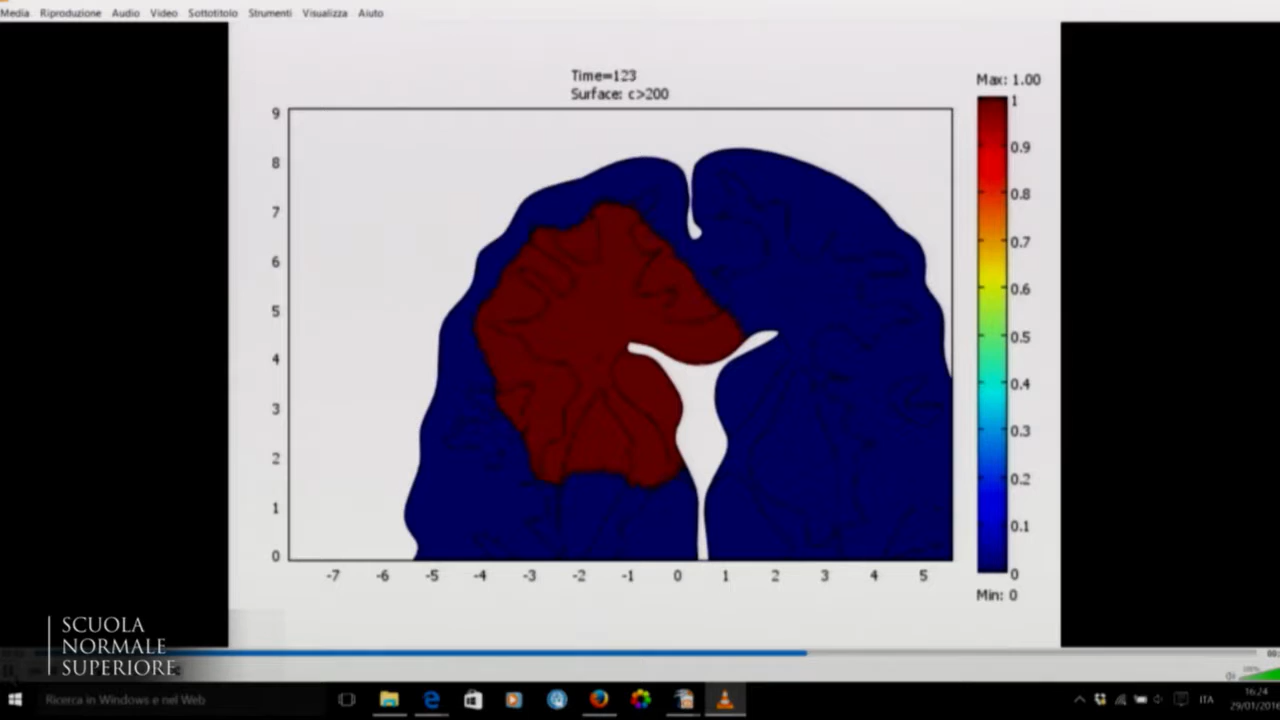 Media Riproduzione Audio Video Sottotitolo Strumenti Visualizza Aiuto
Time=123
Surface: c>200
Max: 1.00
9
8
7
6
5
4
3
2
1
0
-7 -6 -5 -4 -3 -2 -1 0 1 2 3 4 5
1
0.9
0.8
0.7
0.6
0.5
0.4
0.3
0.2
0.1
0
Min: 0
SCUOLA
NORMALE
SUPERIORE
100%
Ricerca in Windows e nel Web
ITA
16:24
29/01/2016